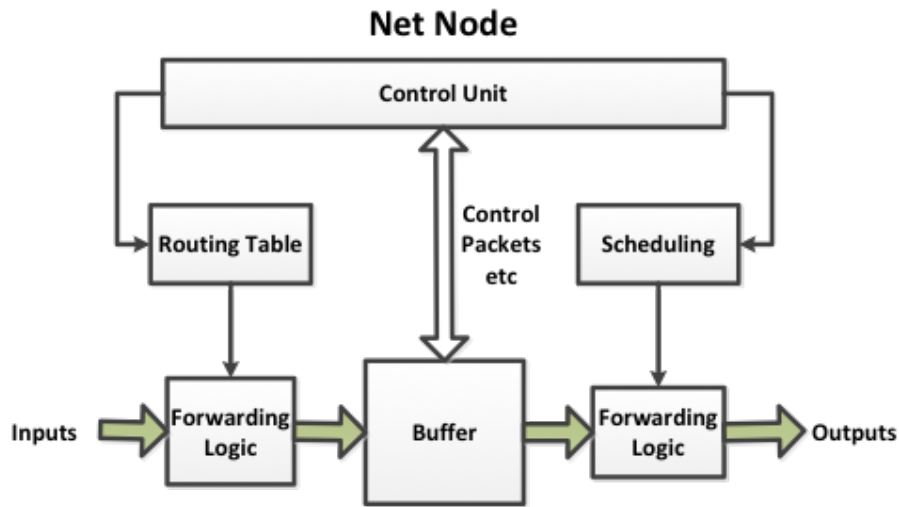 Net Node
Control Unit
Control
Packets
etc
Routing Table
Scheduling
Inputs
Forwarding
Logic
Buffer
Forwarding
Logic
Outputs